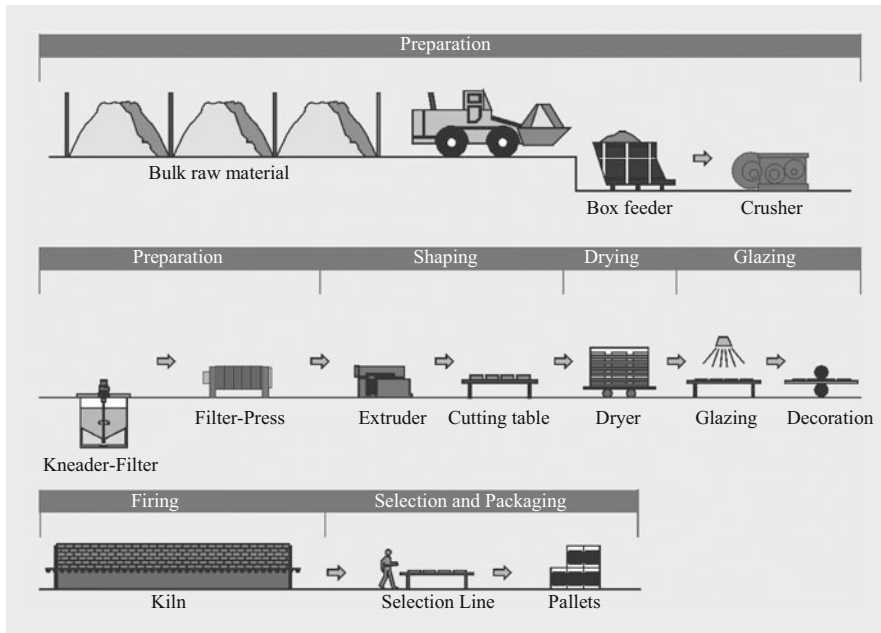 Preparation
Bulk raw material
Box feeder
Crusher
Preparation
Shaping
Drying
Glazing
Filter-Press
Extruder
Cutting table
Dryer
Glazing
Decoration
Kneader-Filter
Firing
Selection and Packaging
Kiln
Selection Line
Pallets